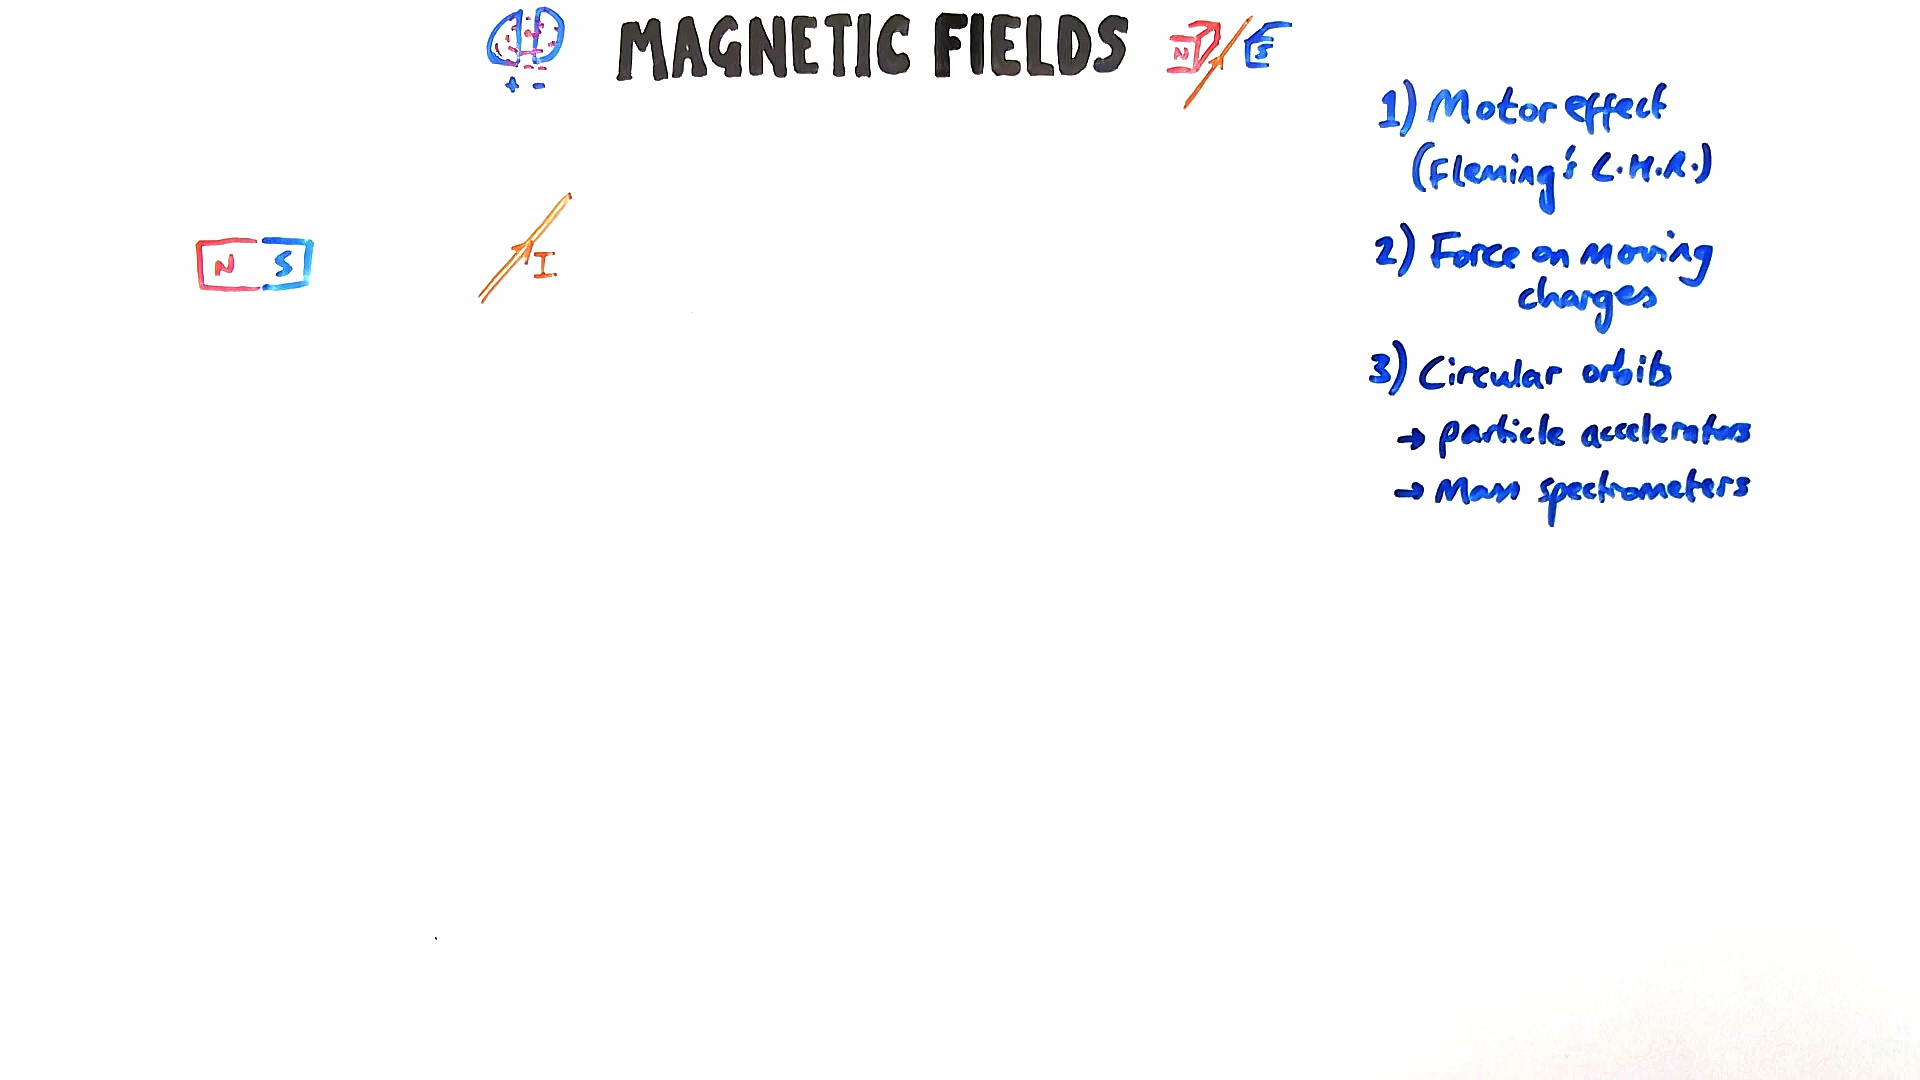 MAGNETIC FIELDS
N
S
+ -
1) Motor effect
(Fleming's L.H.R.)
N S
I
2) Force on moving
charges
3) Circular orbits
→ particle accelerators
→ Mass spectrometers